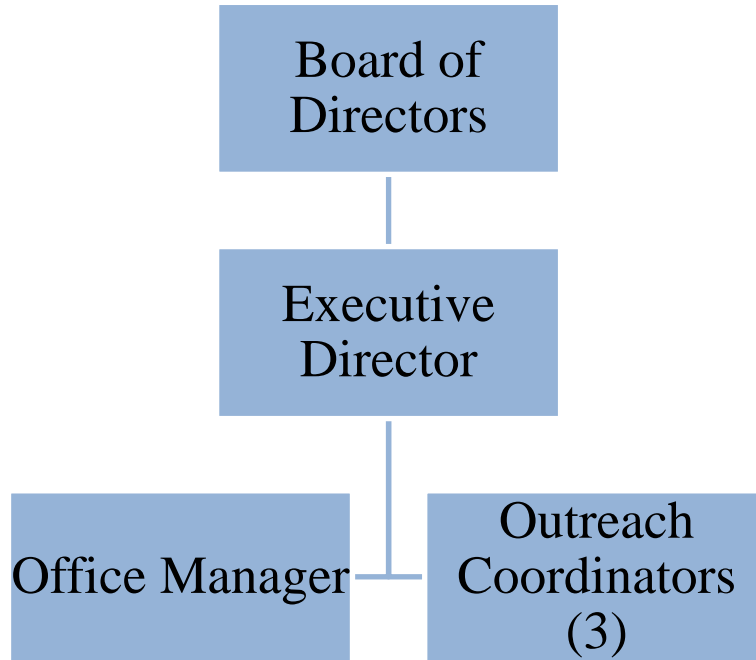 Board of
Directors
Executive
Director
Office Manager
Outreach
Coordinators
(3)